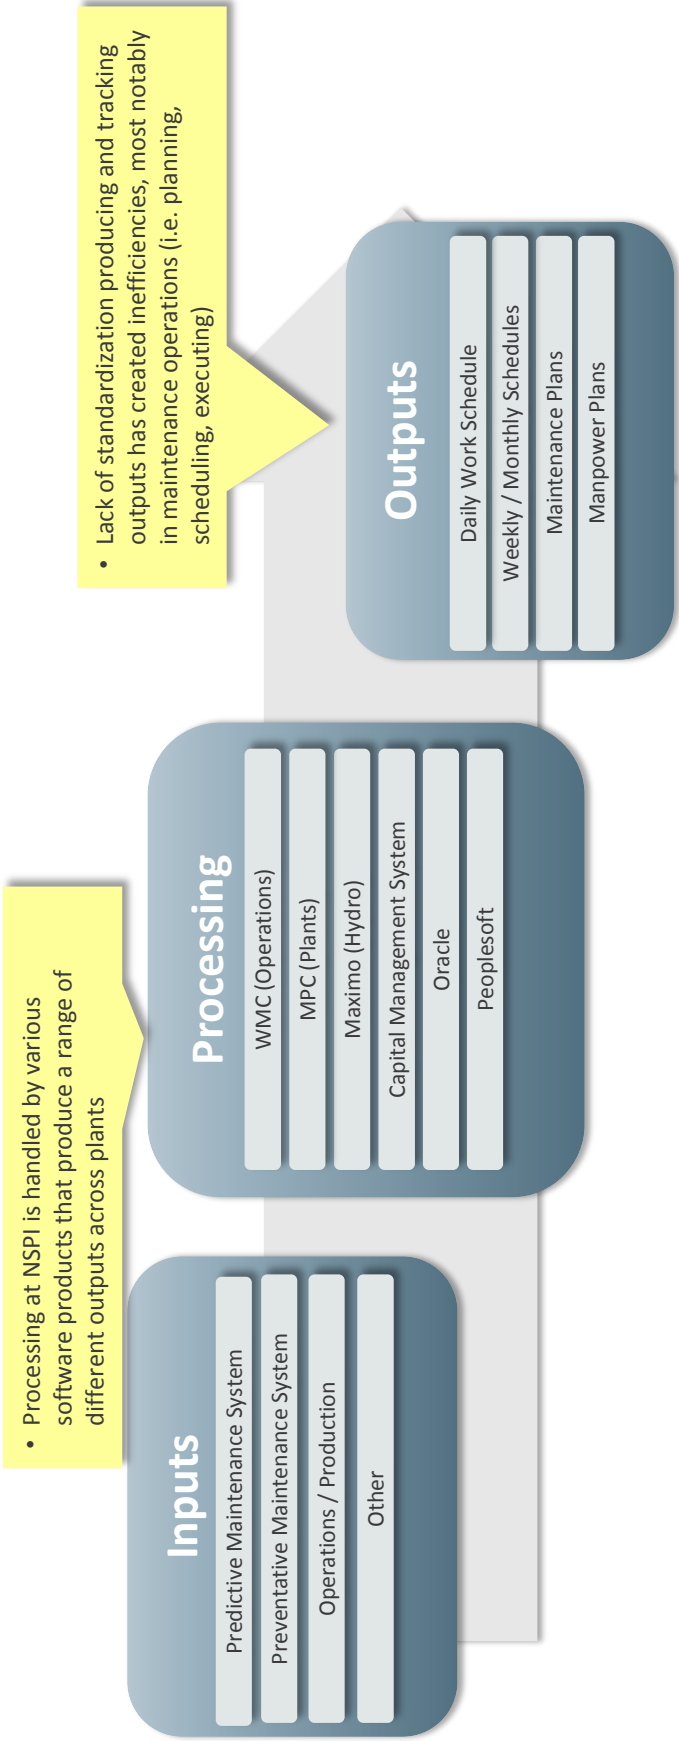 • Processing at NSPI is handled by various
software products that produce a range of
different outputs across plants
• Lack of standardization producing and tracking
outputs has created inefficiencies, most notably
in maintenance operations (i.e. planning,
scheduling, executing)
Inputs
Predictive Maintenance System
Preventative Maintenance System
Operations / Production
Other
Processing
WMC (Operations)
MPC (Plants)
Maximo (Hydro)
Capital Management System
Oracle
Peoplesoft
Outputs
Daily Work Schedule
Weekly / Monthly Schedules
Maintenance Plans
Manpower Plans